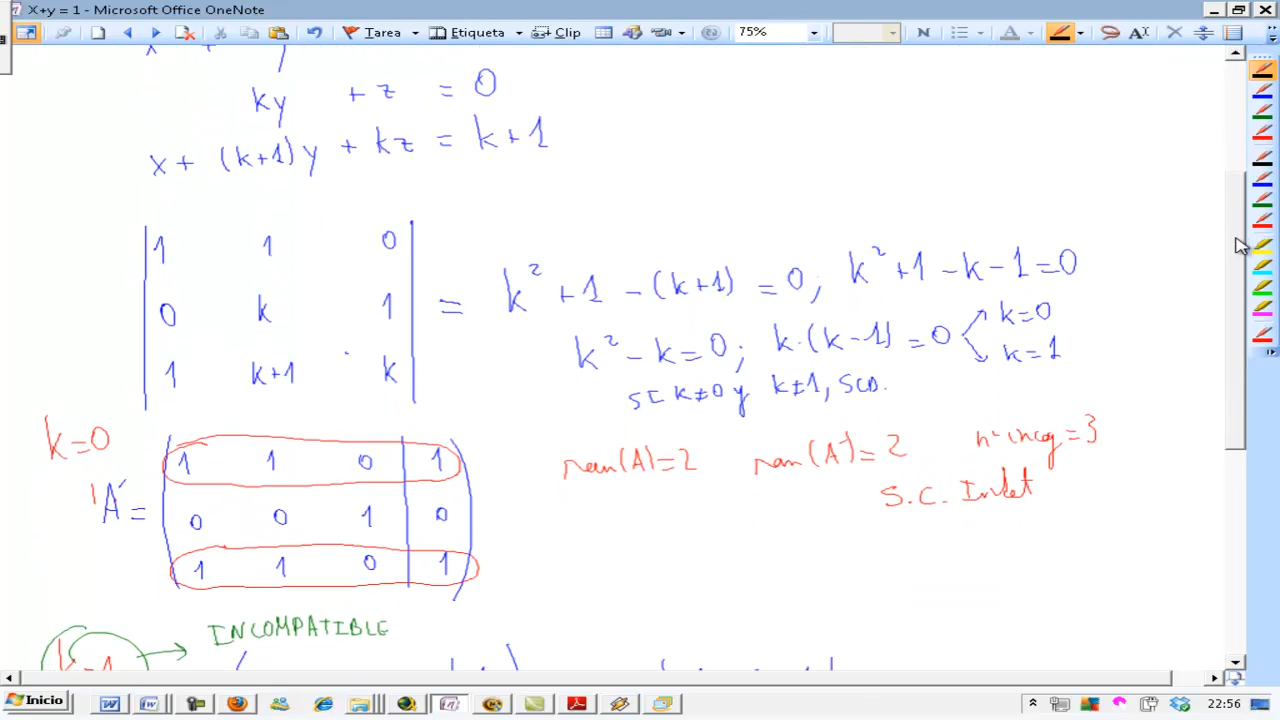 X+y = 1 - Microsoft Office OneNote
Tarea Etiqueta Clip 75% N A
ky + z = 0
x + (k+1)y + kz = k+1
1 1 0
0 k 1
1 k+1 k
= k² + 1 - (k+1) = 0; k² + 1 - k - 1 = 0
k² - k = 0; k·(k-1) = 0
k=0
k=1
SI k≠0 y k≠1, SCD.
k=0
A' =
1 1 0 1
0 0 1 0
1 1 0 1
ran(A)=2 ran(A')=2 nº incog=3
S.C. Indet
INCOMPATIBLE
k=1
Inicio
22:56